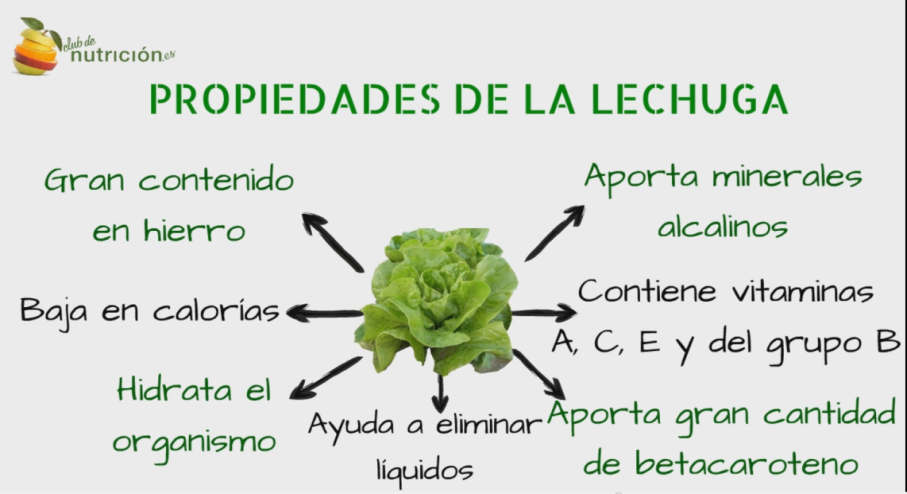 club de
nutrición.es
PROPIEDADES DE LA LECHUGA
Gran contenido
en hierro
Aporta minerales
alcalinos
Baja en calorías
Contiene vitaminas
A, C, E y del grupo B
Hidrata el
organismo
Ayuda a eliminar
líquidos
Aporta gran cantidad
de betacaroteno